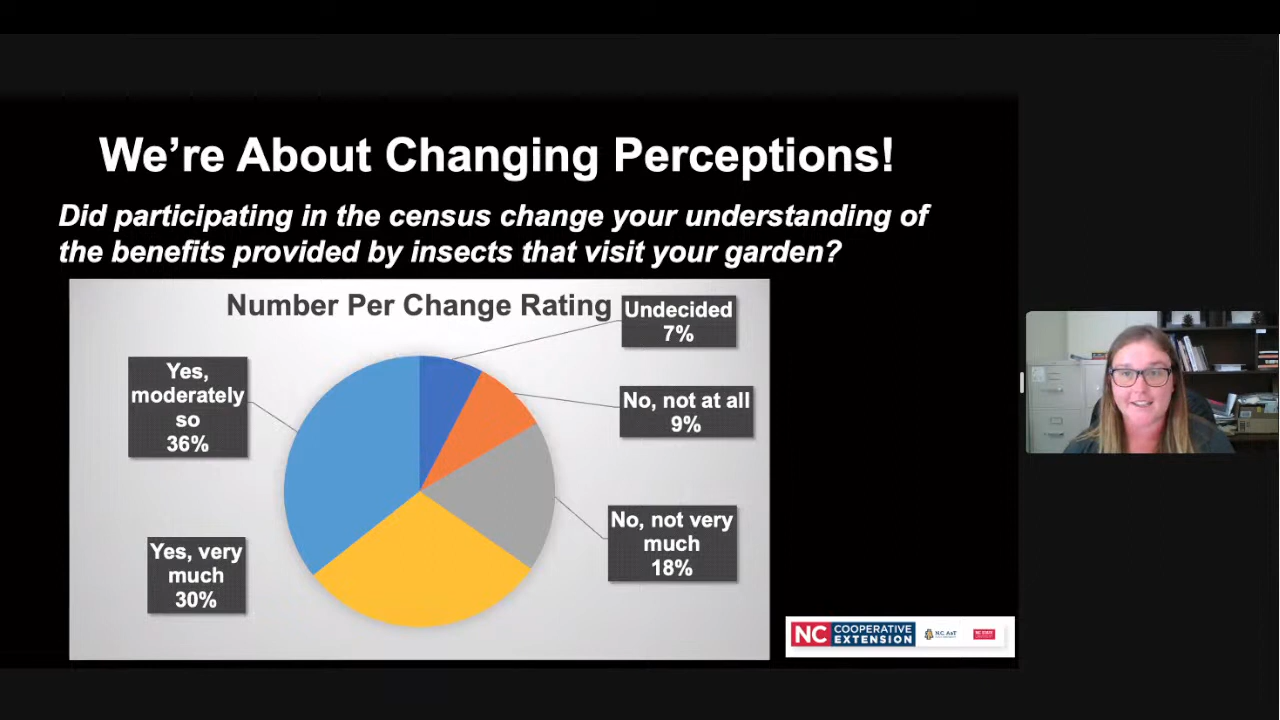 We're About Changing Perceptions!
Did participating in the census change your understanding of
the benefits provided by insects that visit your garden?
Number Per Change Rating
Undecided
7%
No, not at all
9%
No, not very
much
18%
Yes, very
much
30%
Yes,
moderately
so
36%
NC COOPERATIVE
EXTENSION
N.C. A&T
NC STATE